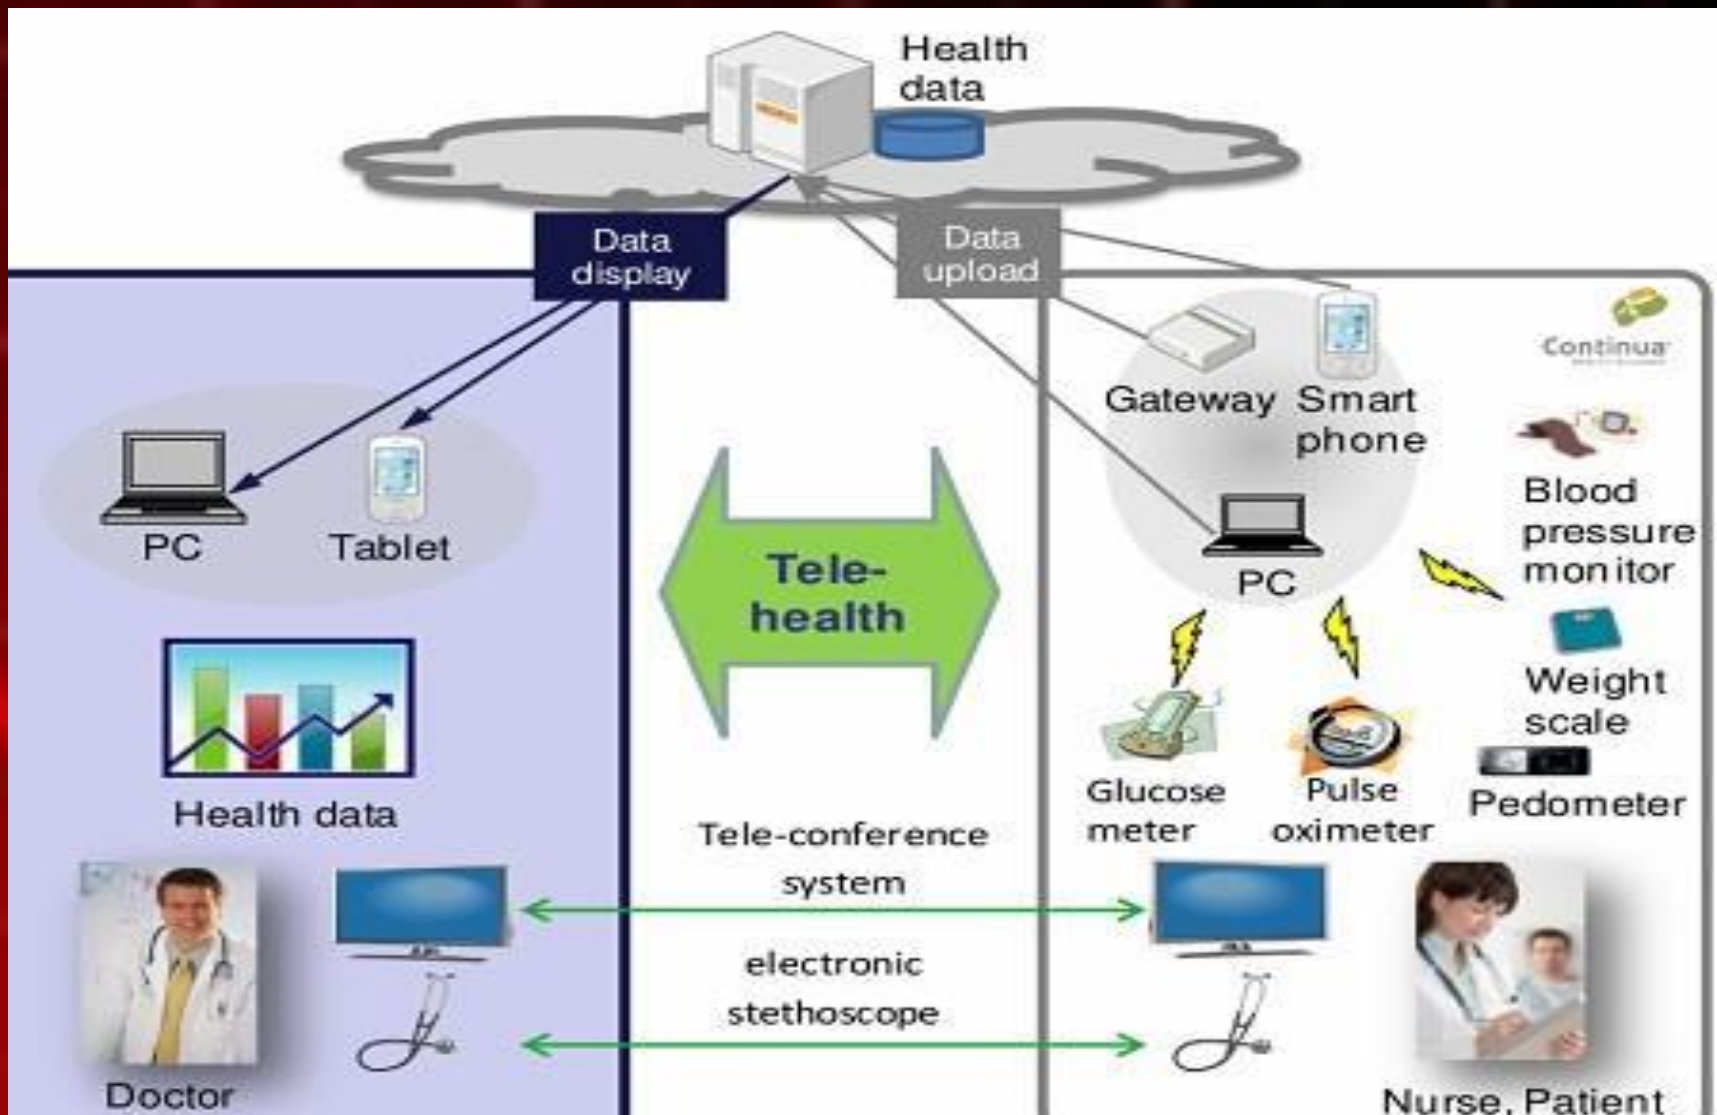 Health
data
Data
display
Data
upload
Continua
Gateway
Smart
phone
PC
Tablet
Blood
pressure
monitor
PC
Tele-
health
Weight
scale
Health data
Glucose
meter
Pulse
oximeter
Pedometer
Tele-conference
system
electronic
stethoscope
Doctor
Nurse, Patient